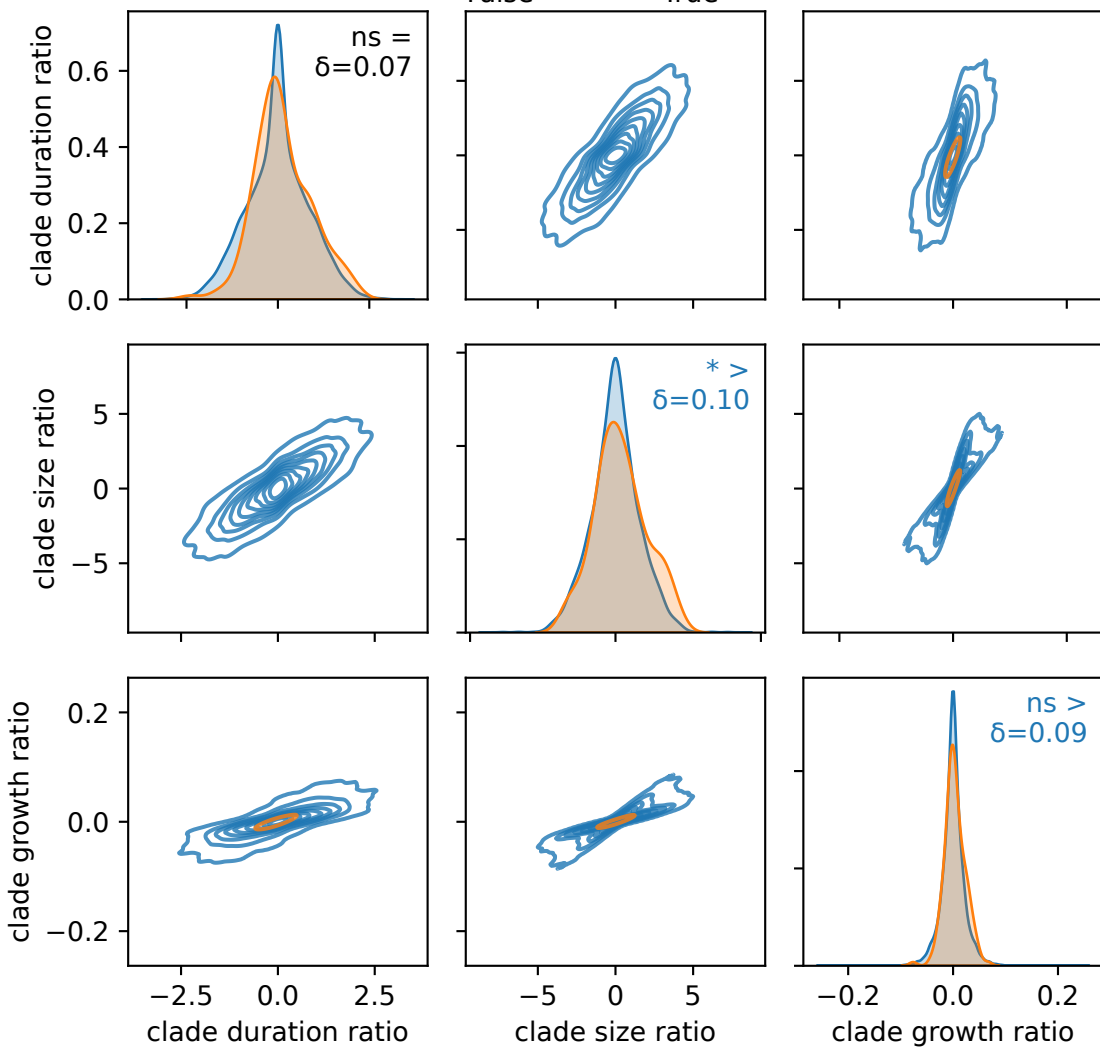 ns =
δ=0.07
clade duration ratio
0.6
0.4
0.2
0.0
* >
δ=0.10
clade size ratio
5
0
−5
ns >
δ=0.09
clade growth ratio
0.2
0.0
−0.2
−2.5 0.0 2.5 −5 0 5 −0.2 0.0 0.2
clade duration ratio clade size ratio clade growth ratio